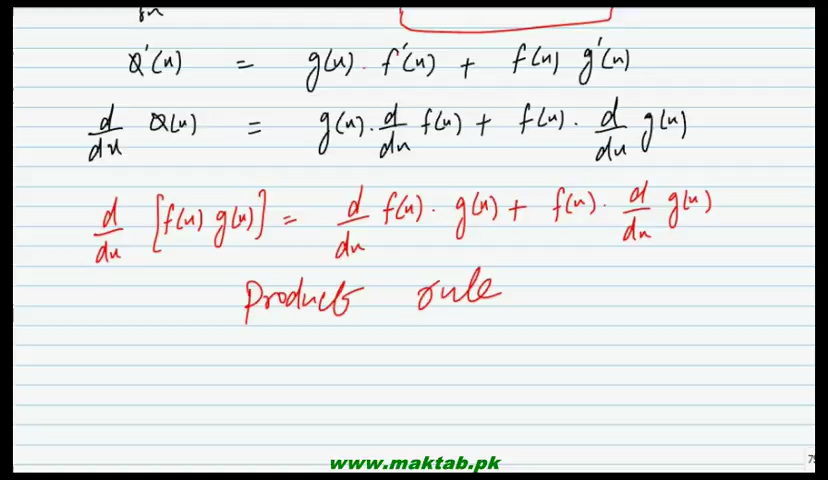 Q'(x) = g(x) . f'(x) + f(x) g'(x)
d/dx Q(x) = g(x) . d/dx f(x) + f(x) . d/dx g(x)
d/dx [f(x) g(x)] = d/dx f(x) . g(x) + f(x) . d/dx g(x)
Product rule
www.maktab.pk